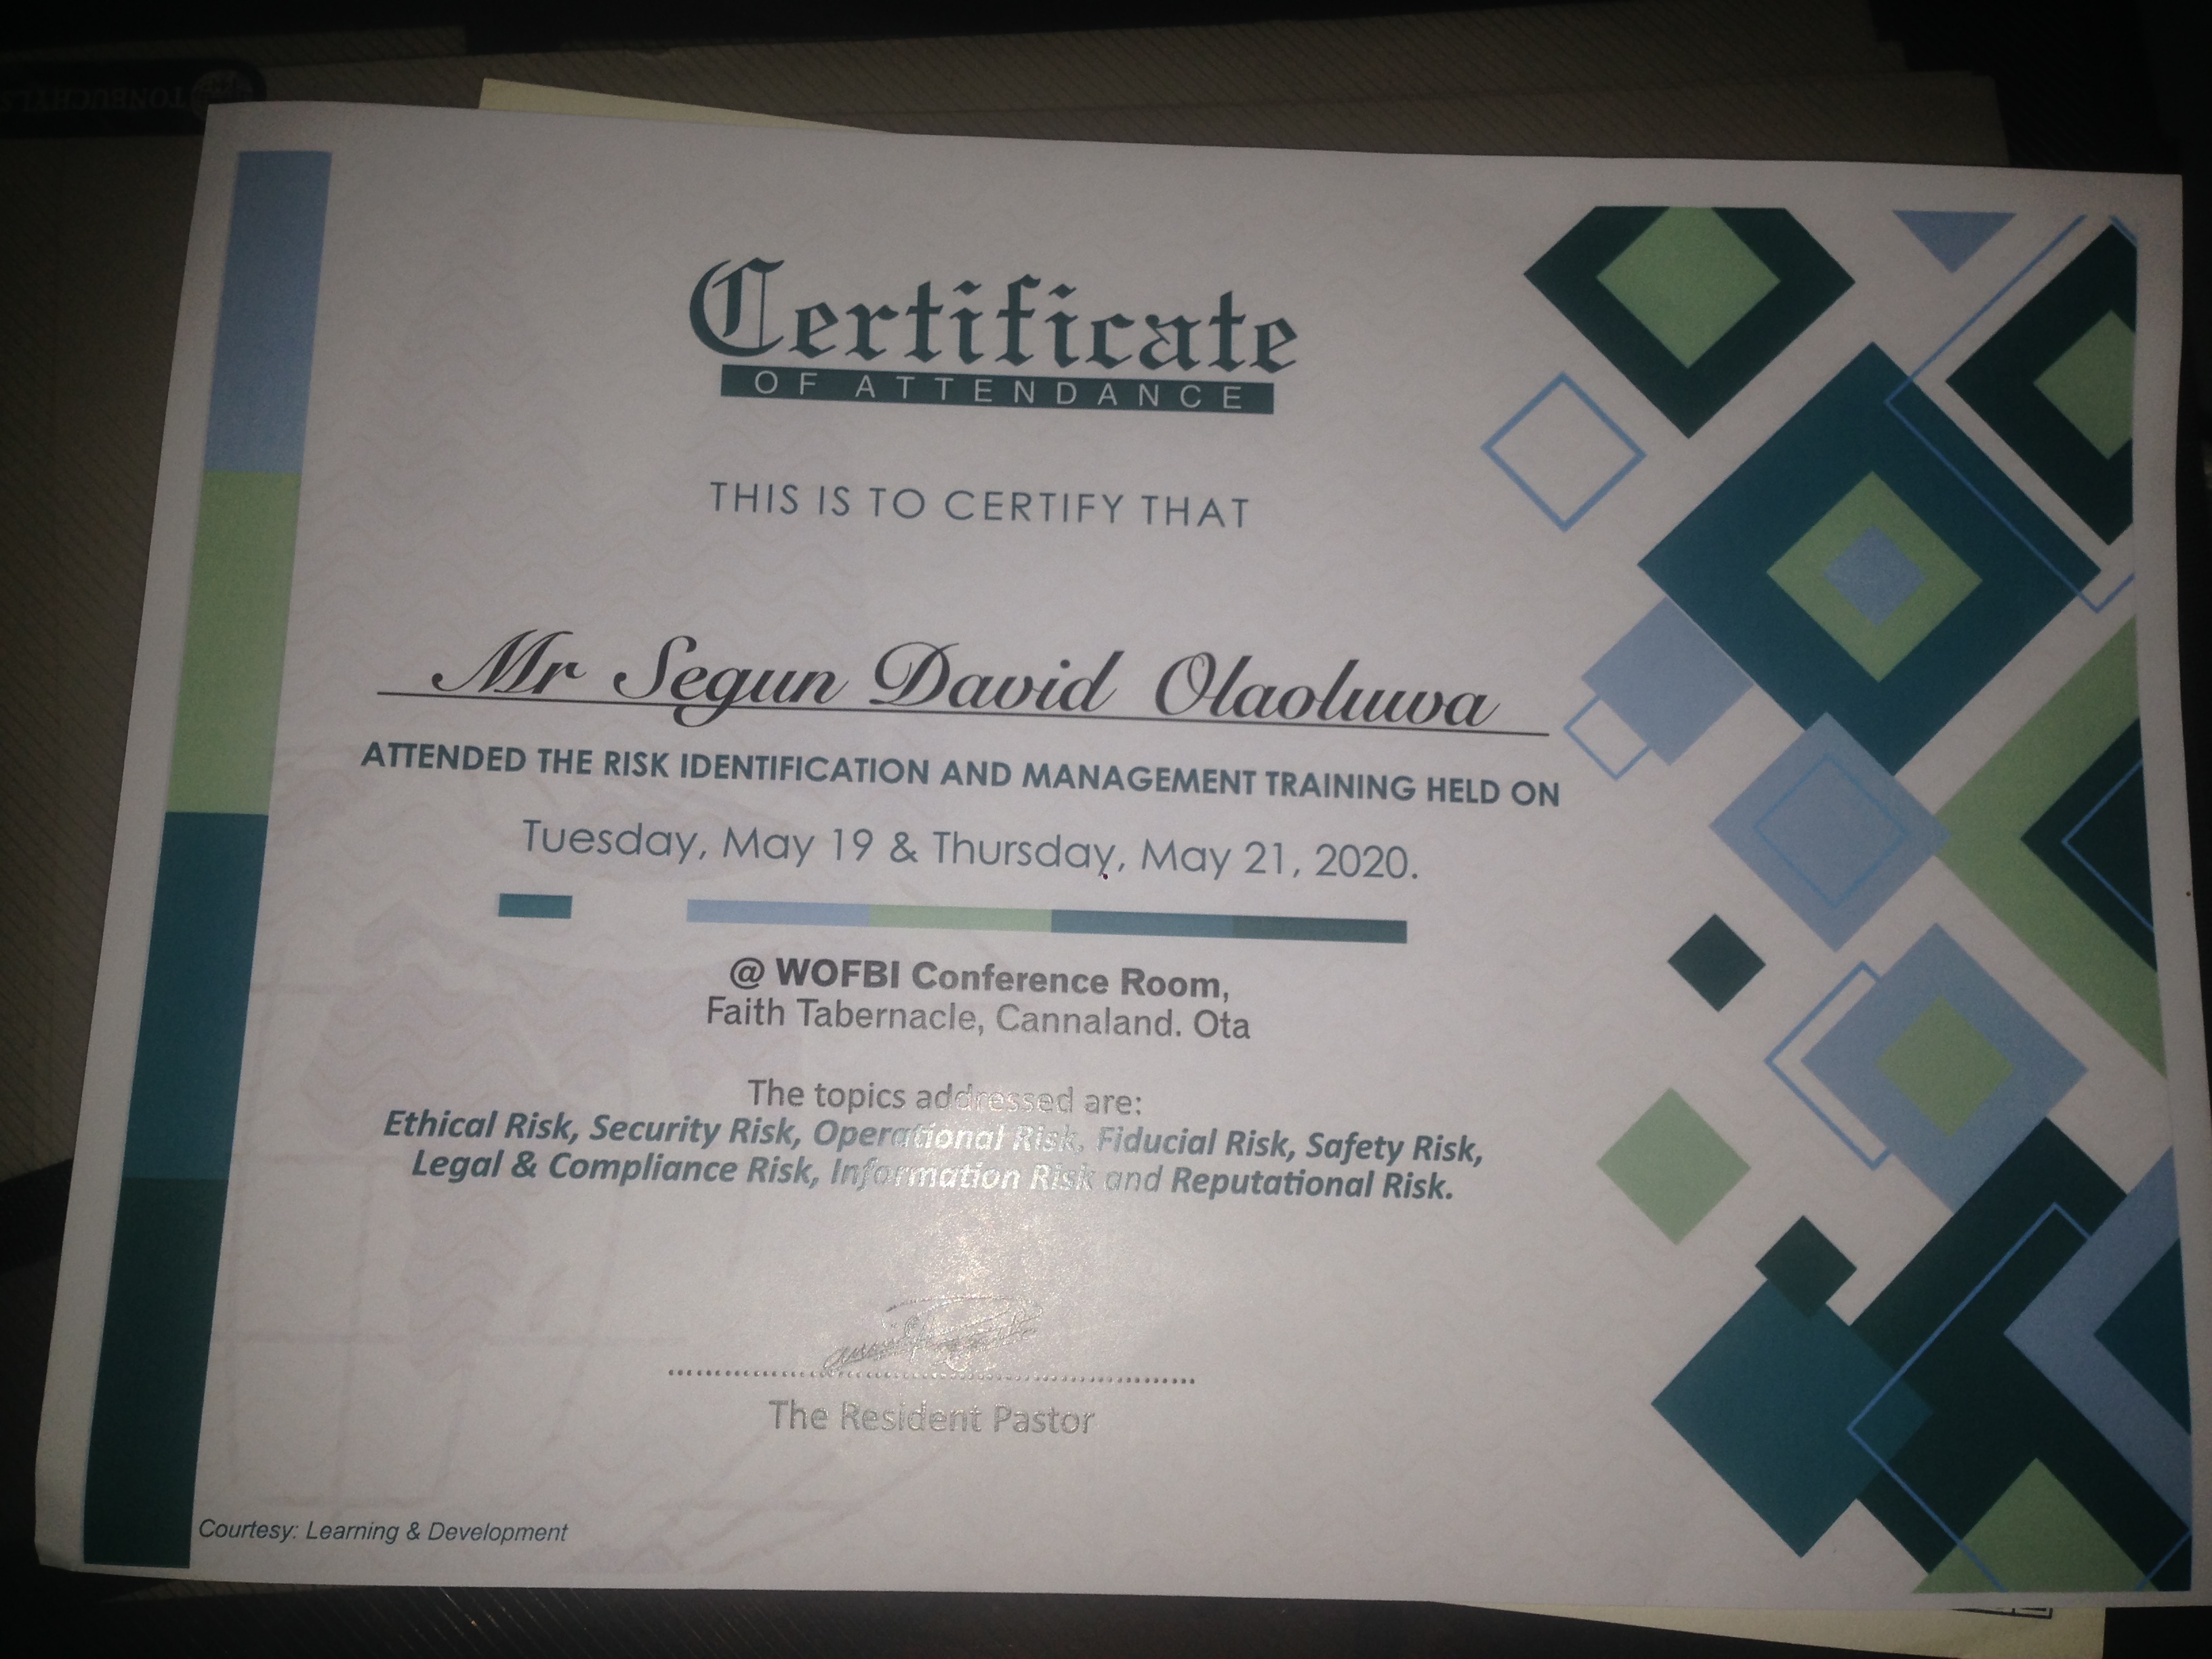 Certificate
OF ATTENDANCE
THIS IS TO CERTIFY THAT
Mr Segun David Olaoluwa
ATTENDED THE RISK IDENTIFICATION AND MANAGEMENT TRAINING HELD ON
Tuesday, May 19 & Thursday, May 21, 2020.
@ WOFBI Conference Room,
Faith Tabernacle, Cannaland. Ota
The topics addressed are:
Ethical Risk, Security Risk, Operational Risk, Fiducial Risk, Safety Risk,
Legal & Compliance Risk, Information Risk and Reputational Risk.
The Resident Pastor
Courtesy: Learning & Development